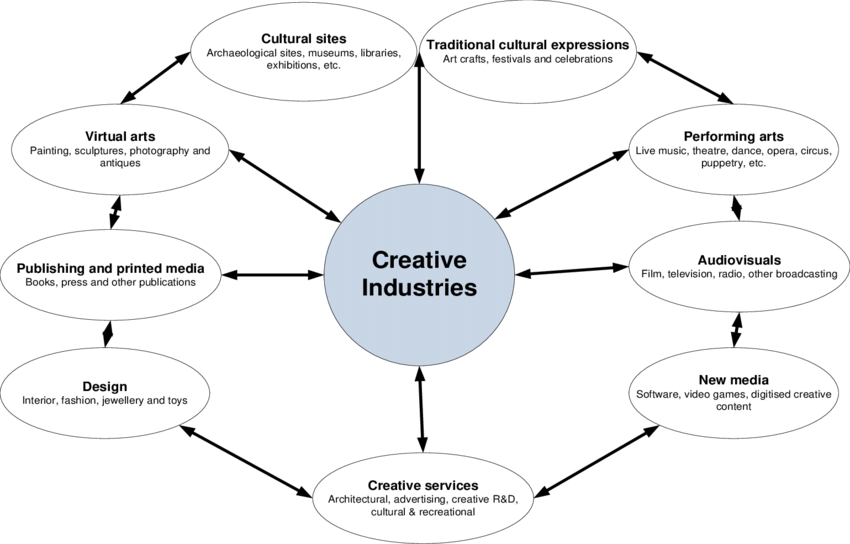 Cultural sites
Archaeological sites, museums, libraries,
exhibitions, etc.
Traditional cultural expressions
Art crafts, festivals and celebrations
Virtual arts
Painting, sculptures, photography and
antiques
Performing arts
Live music, theatre, dance, opera, circus,
puppetry, etc.
Creative
Industries
Publishing and printed media
Books, press and other publications
Audiovisuals
Film, television, radio, other broadcasting
Design
Interior, fashion, jewellery and toys
New media
Software, video games, digitised creative
content
Creative services
Architectural, advertising, creative R&D,
cultural & recreational